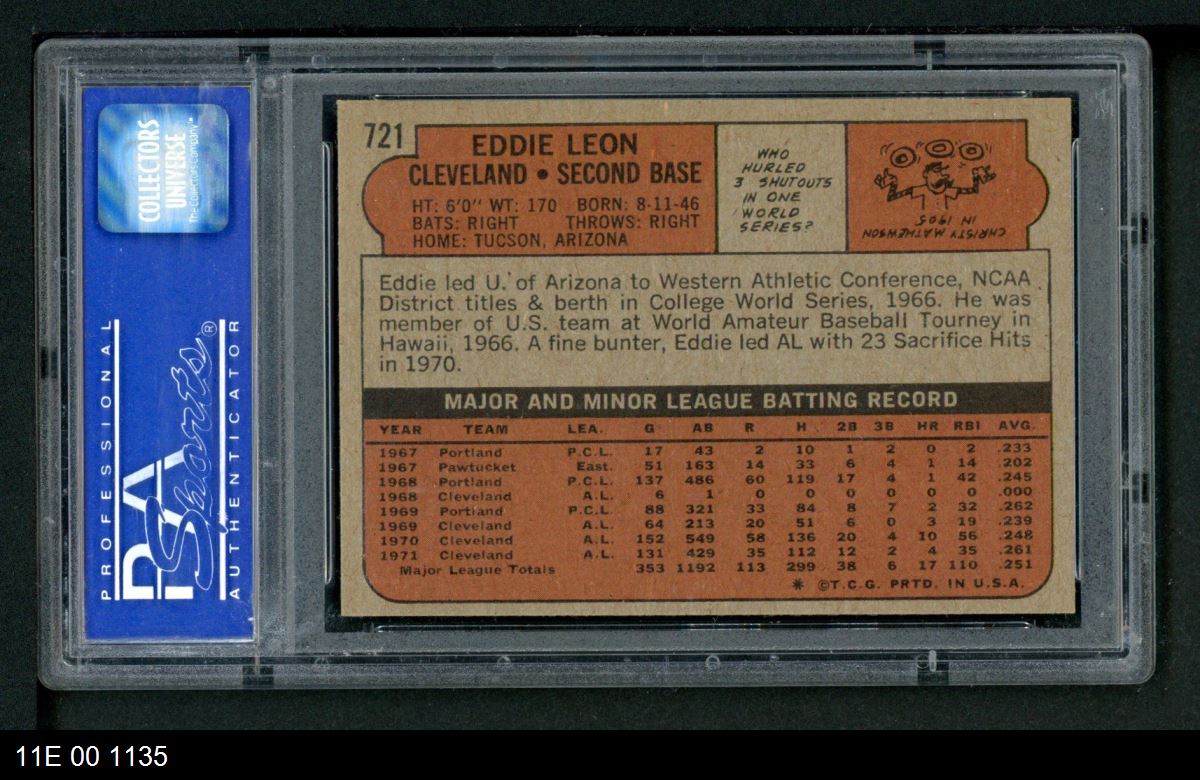 COLLECTORS
UNIVERSE
The Collector's Company™
PROFESSIONAL
PSA
Sports®
AUTHENTICATOR
721
EDDIE LEON
CLEVELAND • SECOND BASE
HT: 6'0" WT: 170 BORN: 8-11-46
BATS: RIGHT THROWS: RIGHT
HOME: TUCSON, ARIZONA
WHO
HURLED
3 SHUTOUTS
IN ONE
WORLD
SERIES?
CHRISTY MATHEWSON
IN 1905
Eddie led U. of Arizona to Western Athletic Conference, NCAA
District titles & berth in College World Series, 1966. He was
member of U.S. team at World Amateur Baseball Tourney in
Hawaii, 1966. A fine bunter, Eddie led AL with 23 Sacrifice Hits
in 1970.
MAJOR AND MINOR LEAGUE BATTING RECORD
YEAR TEAM LEA. G AB R H 2B 3B HR RBI AVG.
1967 Portland P.C.L. 17 43 2 10 1 2 0 2 .233
1967 Pawtucket East. 51 163 14 33 6 4 1 14 .202
1968 Portland P.C.L. 137 486 60 119 17 4 1 42 .245
1968 Cleveland A.L. 6 1 0 0 0 0 0 0 .000
1969 Portland P.C.L. 88 321 33 84 8 7 2 32 .262
1969 Cleveland A.L. 64 213 20 51 6 0 3 19 .239
1970 Cleveland A.L. 152 549 58 136 20 4 10 56 .248
1971 Cleveland A.L. 131 429 35 112 12 2 4 35 .261
Major League Totals 353 1192 113 299 38 6 17 110 .251
* ©T.C.G. PRTD. IN U.S.A.
11E 00 1135